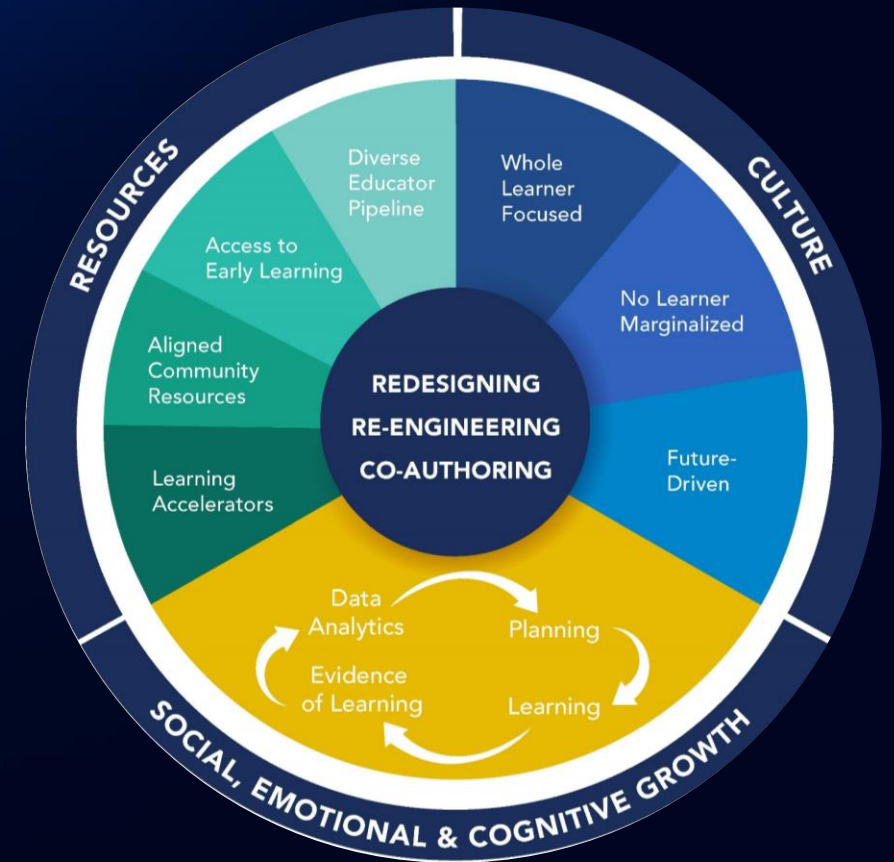 RESOURCES
CULTURE
Diverse
Educator
Pipeline
Whole
Learner
Focused
Access to
Early Learning
No Learner
Marginalized
Aligned
Community
Resources
REDESIGNING
RE-ENGINEERING
CO-AUTHORING
Learning
Accelerators
Future-
Driven
Data
Analytics
Planning
Evidence
of Learning
Learning
SOCIAL, EMOTIONAL & COGNITIVE GROWTH